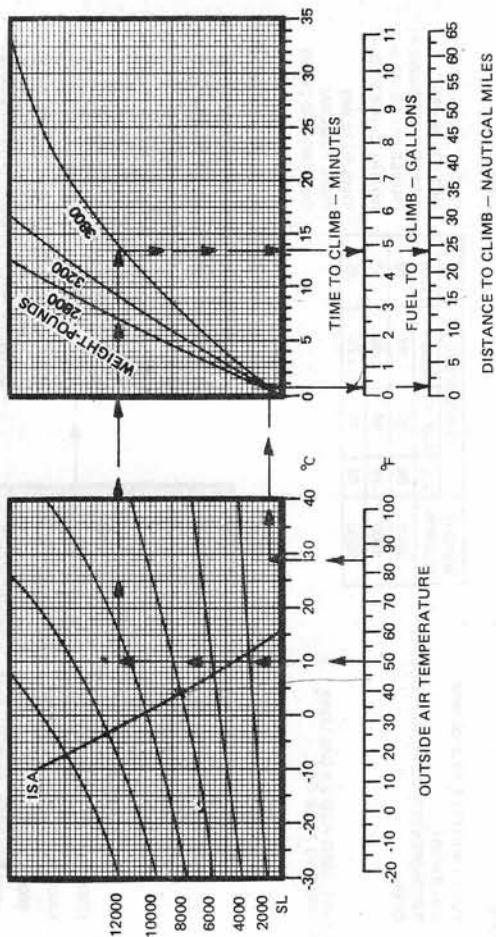 12000
10000
8000
6000
4000
2000
SL
ISA
-30 -20 -10 0 10 20 30 40 °C
-20 -10 0 10 20 30 40 50 60 70 80 90 100 °F
OUTSIDE AIR TEMPERATURE
WEIGHT-POUNDS
2800
3200
3800
0 5 10 15 20 25 30 35
TIME TO CLIMB – MINUTES
0 1 2 3 4 5 6 7 8 9 10 11
FUEL TO CLIMB – GALLONS
0 5 10 15 20 25 30 35 40 45 50 55 60 65
DISTANCE TO CLIMB – NAUTICAL MILES